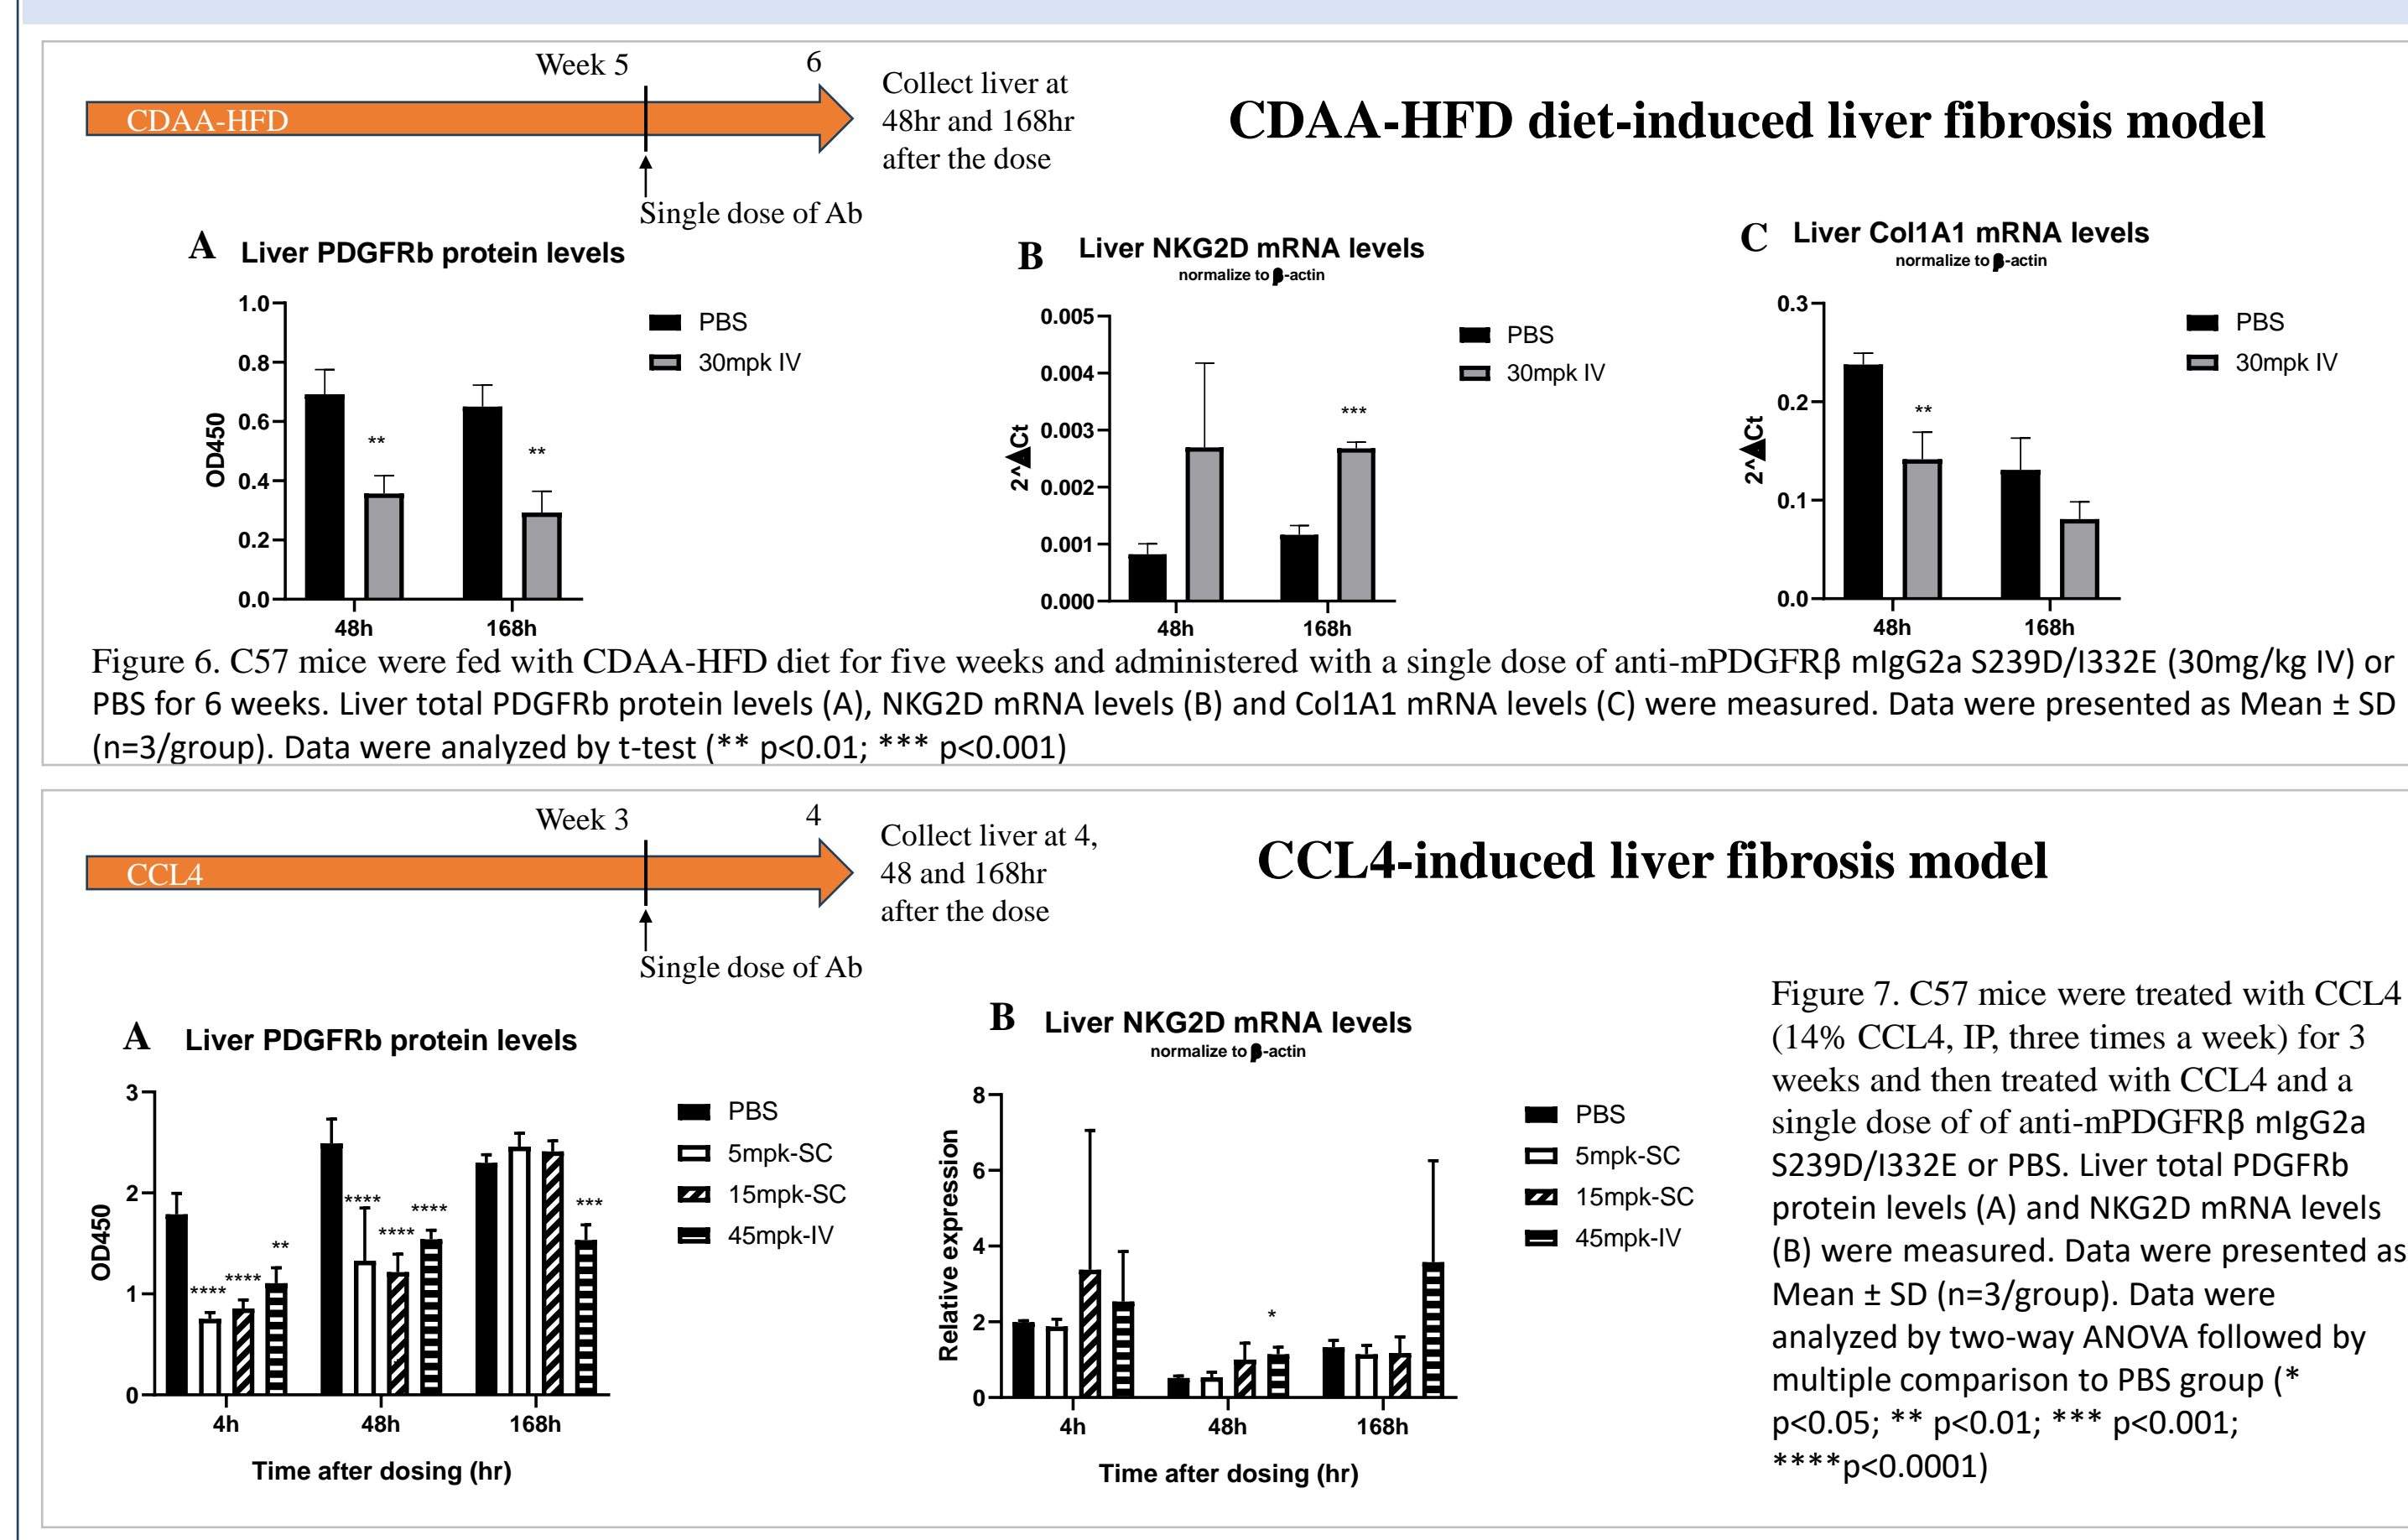 Week 5
6
CDAA-HFD
Single dose of Ab
Collect liver at
48hr and 168hr
after the dose
CDAA-HFD diet-induced liver fibrosis model
A
Liver PDGFRb protein levels
OD450
1.0
0.8
0.6
0.4
0.2
0.0
**
**
48h
168h
PBS
30mpk IV
B
Liver NKG2D mRNA levels
normalize to β-actin
2^▲Ct
0.005
0.004
0.003
0.002
0.001
0.000
***
48h
168h
PBS
30mpk IV
C
Liver Col1A1 mRNA levels
normalize to β-actin
2^▲Ct
0.3
0.2
0.1
0.0
**
48h
168h
PBS
30mpk IV
Figure 6. C57 mice were fed with CDAA-HFD diet for five weeks and administered with a single dose of anti-mPDGFRβ mIgG2a S239D/I332E (30mg/kg IV) or
PBS for 6 weeks. Liver total PDGFRb protein levels (A), NKG2D mRNA levels (B) and Col1A1 mRNA levels (C) were measured. Data were presented as Mean ± SD
(n=3/group). Data were analyzed by t-test (** p<0.01; *** p<0.001)
Week 3
4
CCL4
Single dose of Ab
Collect liver at 4,
48 and 168hr
after the dose
CCL4-induced liver fibrosis model
A
Liver PDGFRb protein levels
OD450
3
2
1
0
****
****
**
****
****
****
***
4h
48h
168h
Time after dosing (hr)
PBS
5mpk-SC
15mpk-SC
45mpk-IV
B
Liver NKG2D mRNA levels
normalize to β-actin
Relative expression
8
6
4
2
0
*
4h
48h
168h
Time after dosing (hr)
PBS
5mpk-SC
15mpk-SC
45mpk-IV
Figure 7. C57 mice were treated with CCL4
(14% CCL4, IP, three times a week) for 3
weeks and then treated with CCL4 and a
single dose of of anti-mPDGFRβ mIgG2a
S239D/I332E or PBS. Liver total PDGFRb
protein levels (A) and NKG2D mRNA levels
(B) were measured. Data were presented as
Mean ± SD (n=3/group). Data were
analyzed by two-way ANOVA followed by
multiple comparison to PBS group (*
p<0.05; ** p<0.01; *** p<0.001;
****p<0.0001)